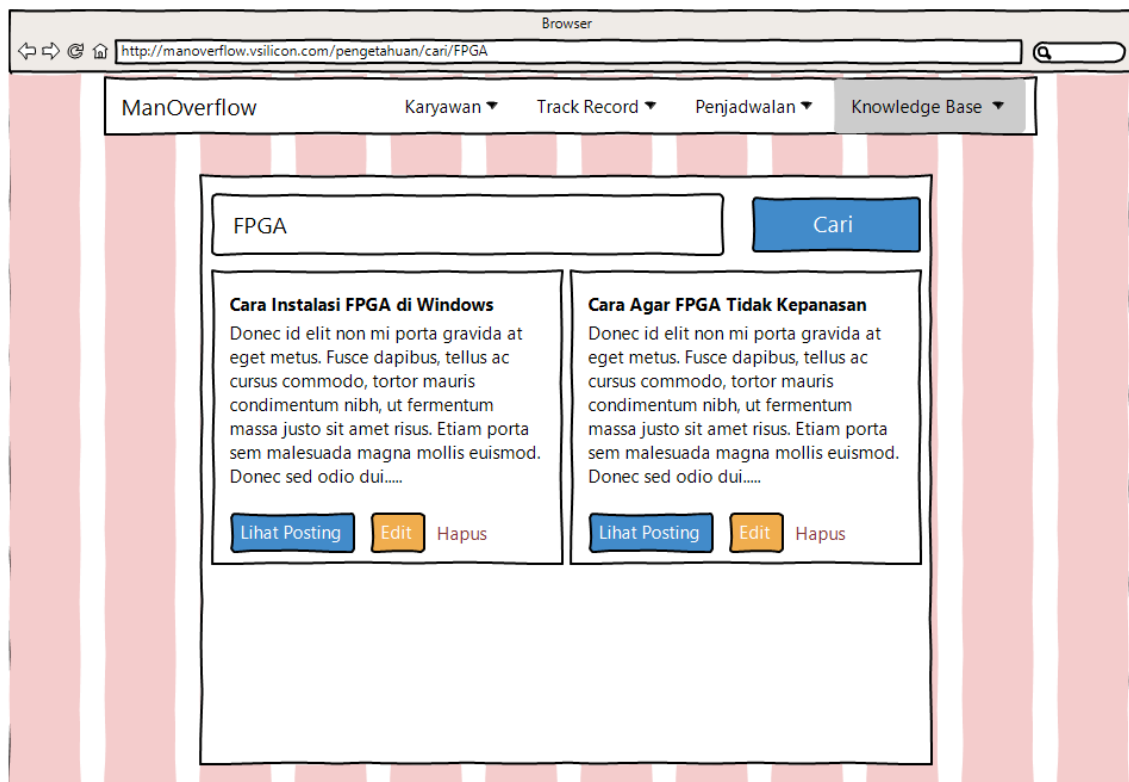 Browser
http://manoverflow.vsilicon.com/pengetahuan/cari/FPGA
ManOverflow Karyawan Track Record Penjadwalan Knowledge Base
FPGA Cari
Cara Instalasi FPGA di Windows
Donec id elit non mi porta gravida at
eget metus. Fusce dapibus, tellus ac
cursus commodo, tortor mauris
condimentum nibh, ut fermentum
massa justo sit amet risus. Etiam porta
sem malesuada magna mollis euismod.
Donec sed odio dui.....
Lihat Posting Edit Hapus
Cara Agar FPGA Tidak Kepanasan
Donec id elit non mi porta gravida at
eget metus. Fusce dapibus, tellus ac
cursus commodo, tortor mauris
condimentum nibh, ut fermentum
massa justo sit amet risus. Etiam porta
sem malesuada magna mollis euismod.
Donec sed odio dui.....
Lihat Posting Edit Hapus